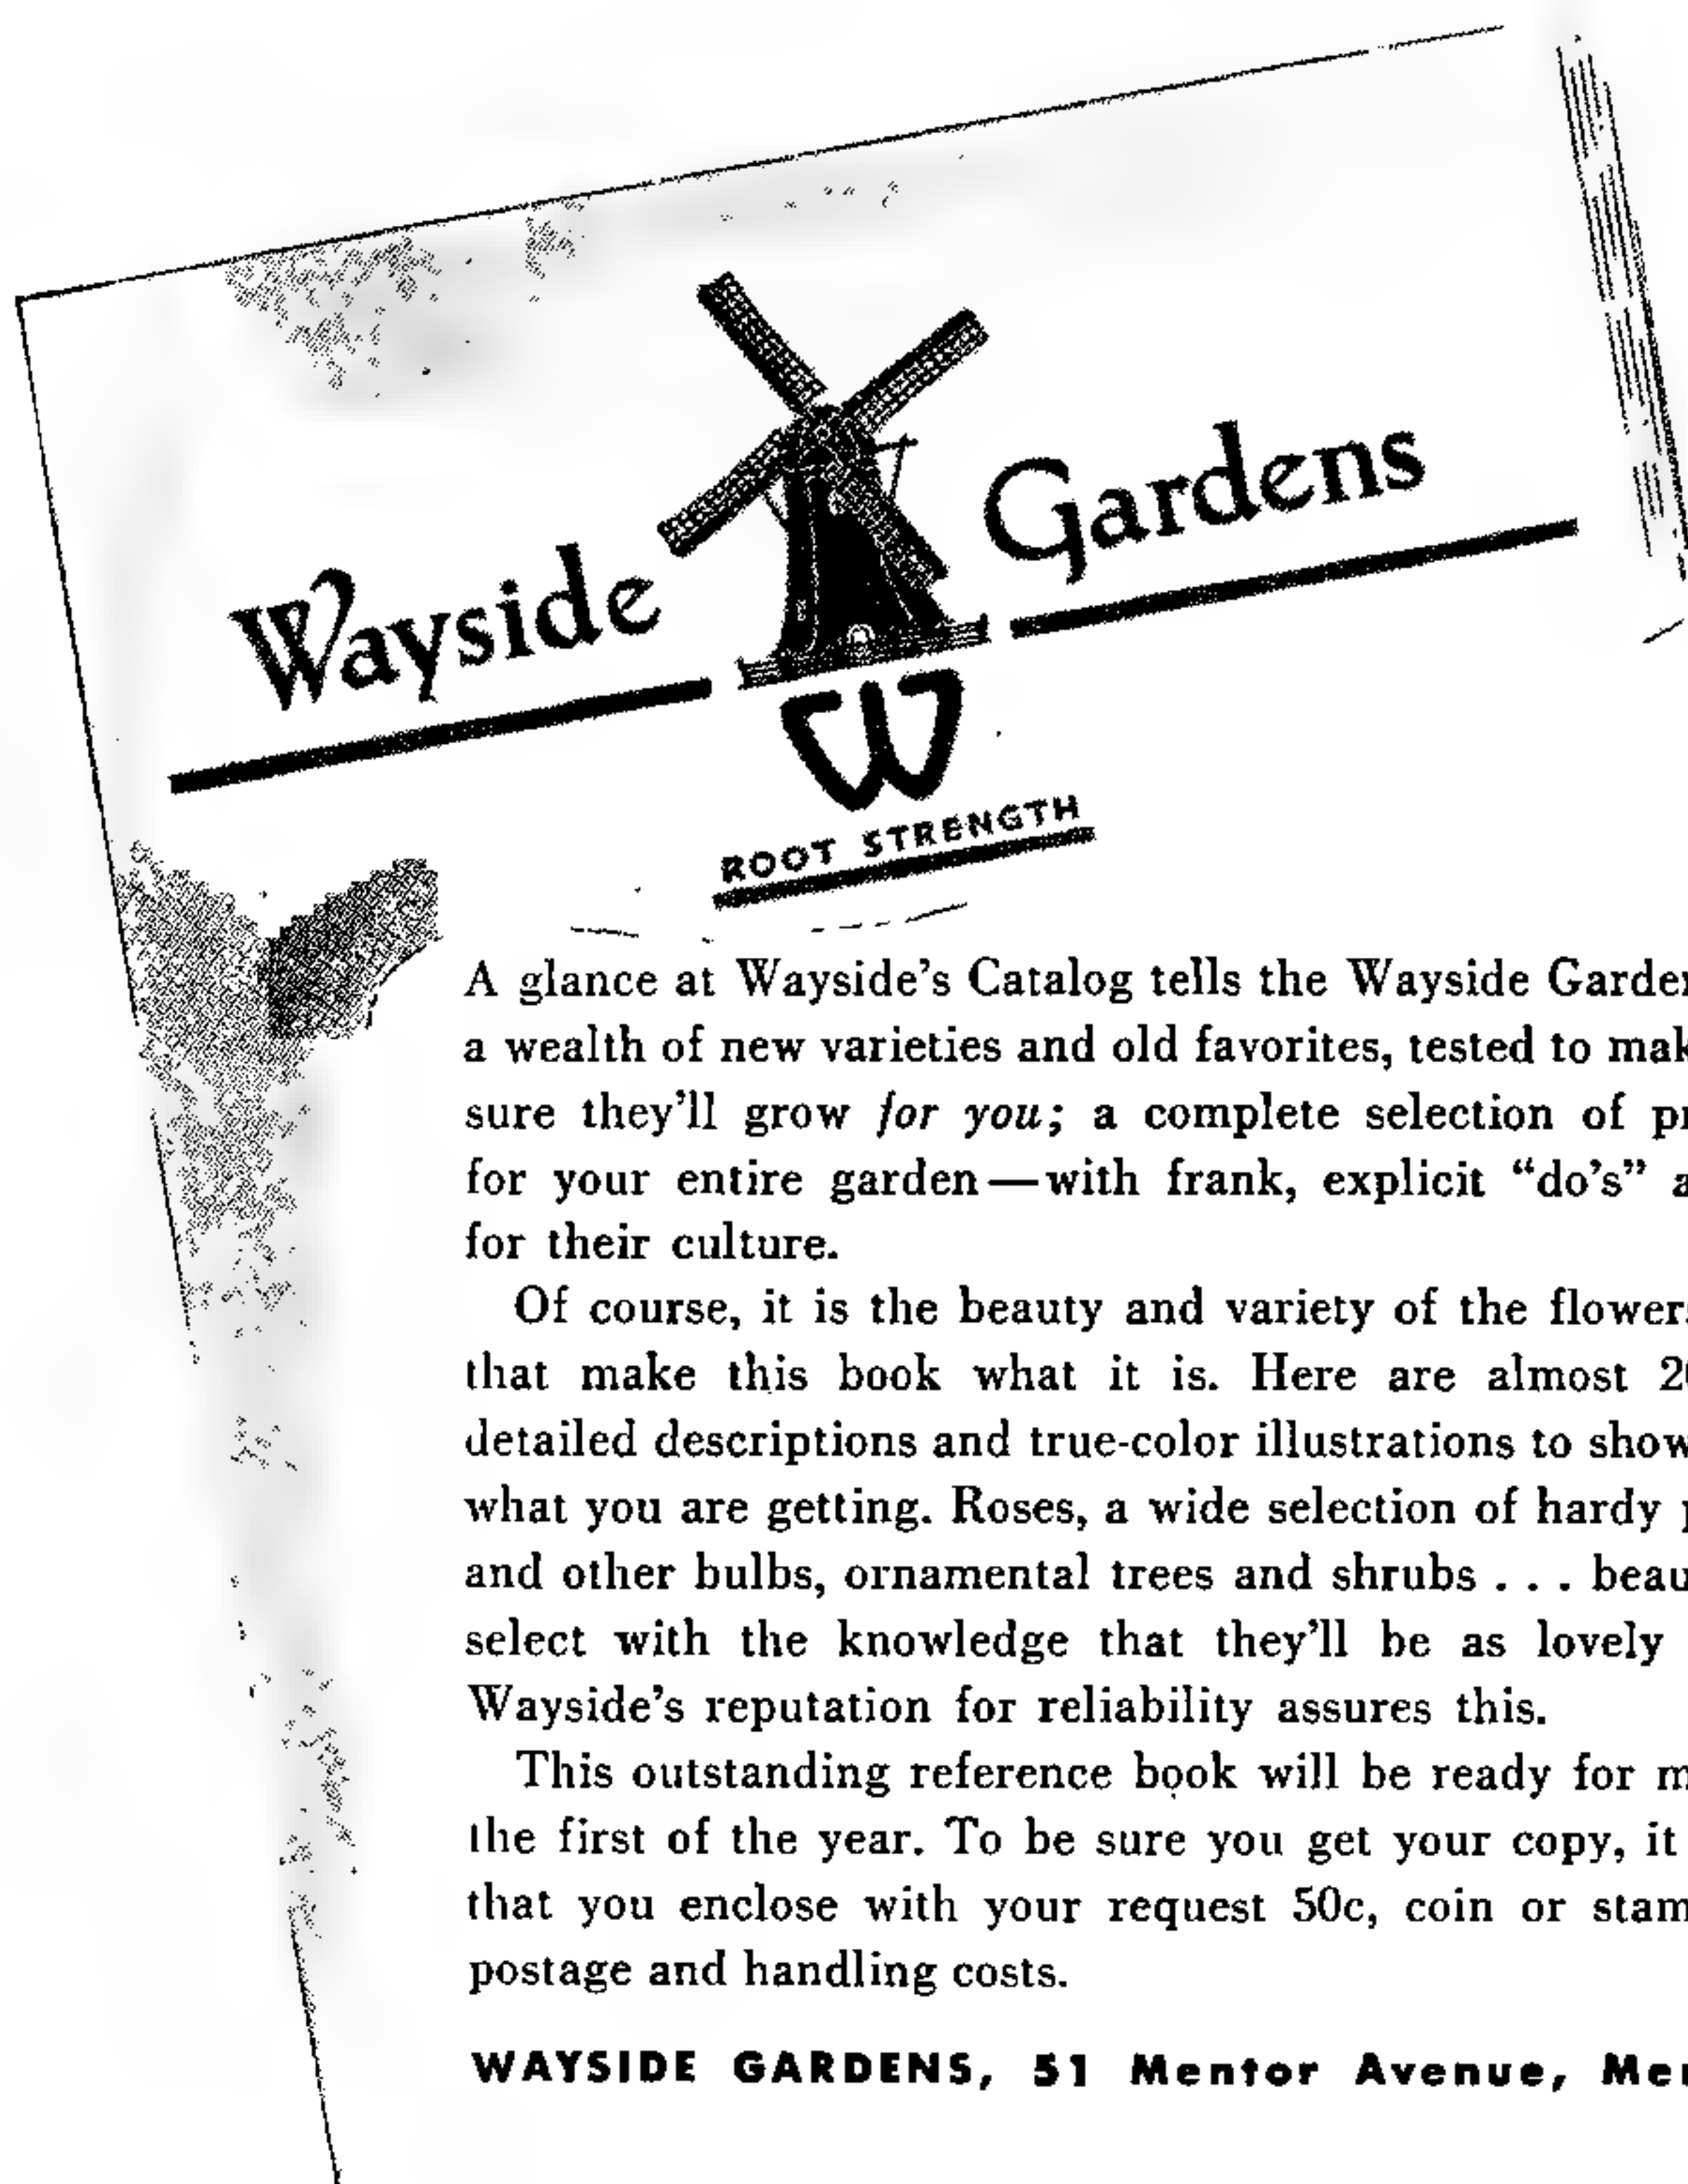 Wayside Gardens
W
ROOT STRENGTH
A glance at Wayside's Catalog tells the Wayside Garden
a wealth of new varieties and old favorites, tested to mak
sure they'll grow for you; a complete selection of pr
for your entire garden—with frank, explicit “do's” a
for their culture.
Of course, it is the beauty and variety of the flowers
that make this book what it is. Here are almost 20
detailed descriptions and true-color illustrations to show
what you are getting. Roses, a wide selection of hardy p
and other bulbs, ornamental trees and shrubs . . . beau
select with the knowledge that they'll be as lovely
Wayside's reputation for reliability assures this.
This outstanding reference book will be ready for m
the first of the year. To be sure you get your copy, it
that you enclose with your request 50c, coin or stam
postage and handling costs.
WAYSIDE GARDENS, 51 Mentor Avenue, Men